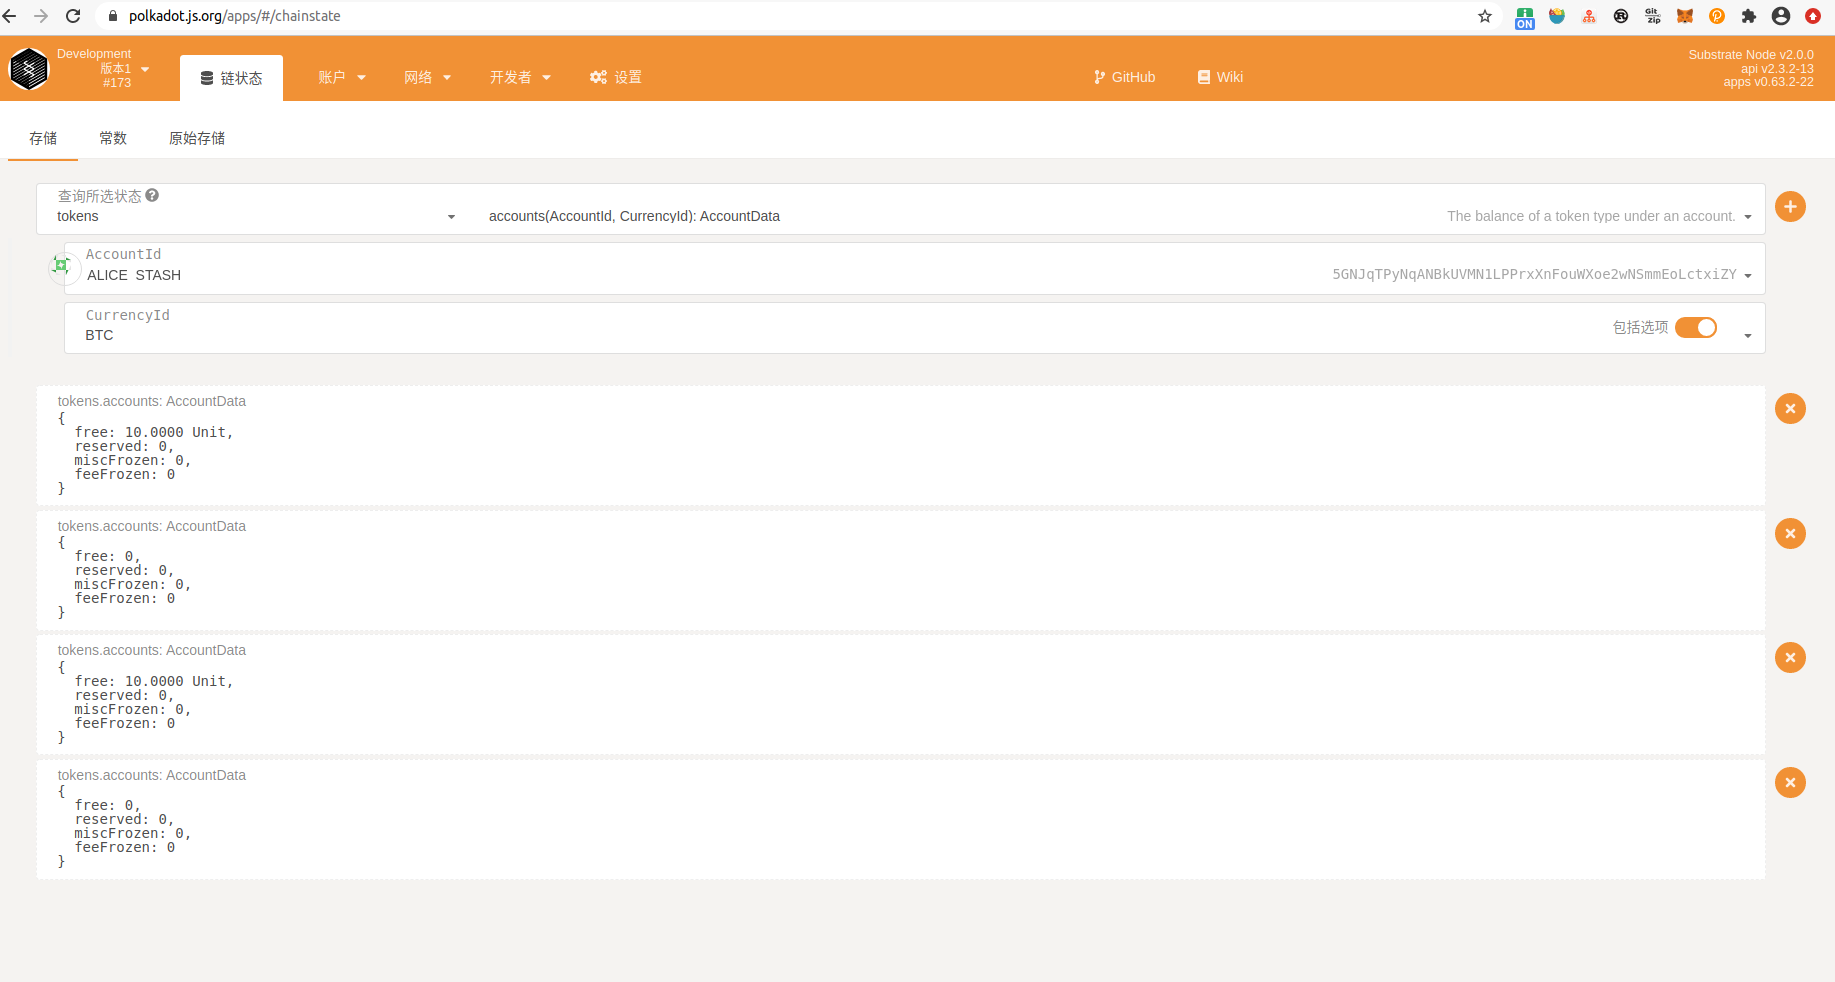 polkadot.js.org/apps/#/chainstate
ON
Git
Zip
Development
版本1
#173
链状态
账户
网络
开发者
设置
GitHub
Wiki
Substrate Node v2.0.0
api v2.3.2-13
apps v0.63.2-22
存储
常数
原始存储
查询所选状态
tokens
accounts(AccountId, CurrencyId): AccountData
The balance of a token type under an account.
AccountId
ALICE STASH
5GNJqTPyNqANBkUVMN1LPPrxXnFouWXoe2wNSmmEoLctxiZY
CurrencyId
BTC
包括选项
tokens.accounts: AccountData
{
free: 10.0000 Unit,
reserved: 0,
miscFrozen: 0,
feeFrozen: 0
}
tokens.accounts: AccountData
{
free: 0,
reserved: 0,
miscFrozen: 0,
feeFrozen: 0
}
tokens.accounts: AccountData
{
free: 10.0000 Unit,
reserved: 0,
miscFrozen: 0,
feeFrozen: 0
}
tokens.accounts: AccountData
{
free: 0,
reserved: 0,
miscFrozen: 0,
feeFrozen: 0
}